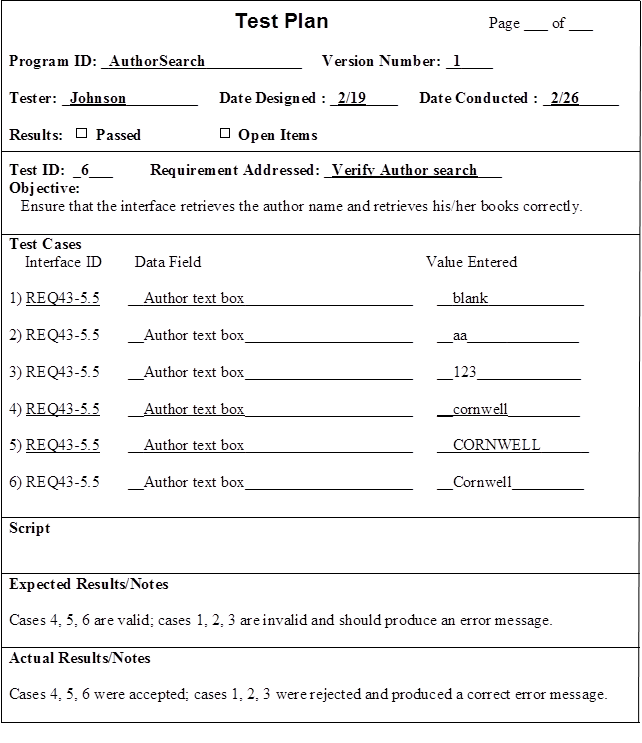 Test Plan Page ___ of ___
Program ID: AuthorSearch Version Number: 1
Tester: Johnson Date Designed : 2/19 Date Conducted : 2/26
Results: ☐ Passed ☐ Open Items
Test ID: 6 Requirement Addressed: Verify Author search
Objective:
Ensure that the interface retrieves the author name and retrieves his/her books correctly.
Test Cases
Interface ID Data Field Value Entered
1) REQ43-5.5 Author text box blank
2) REQ43-5.5 Author text box aa
3) REQ43-5.5 Author text box 123
4) REQ43-5.5 Author text box cornwell
5) REQ43-5.5 Author text box CORNWELL
6) REQ43-5.5 Author text box Cornwell
Script
Expected Results/Notes
Cases 4, 5, 6 are valid; cases 1, 2, 3 are invalid and should produce an error message.
Actual Results/Notes
Cases 4, 5, 6 were accepted; cases 1, 2, 3 were rejected and produced a correct error message.